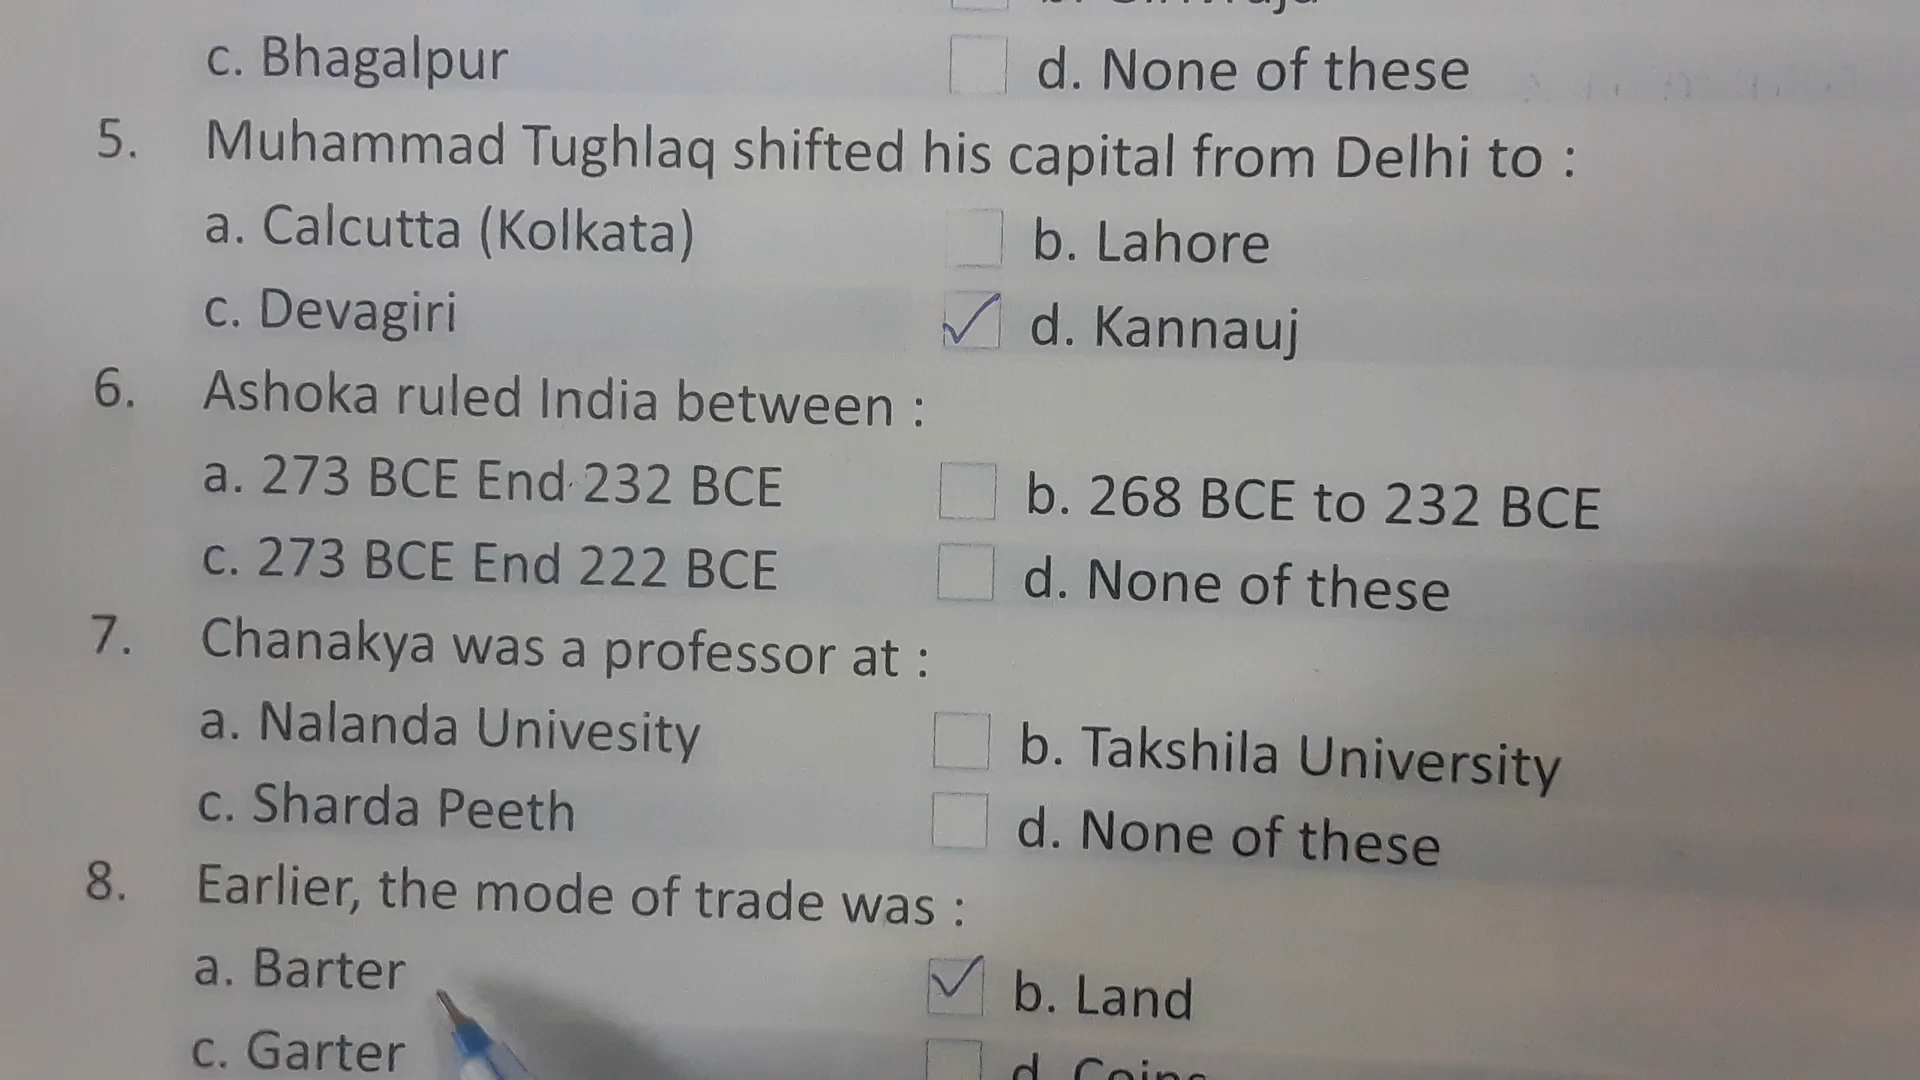 c. Bhagalpur
d. None of these
5. Muhammad Tughlaq shifted his capital from Delhi to :
a. Calcutta (Kolkata)
b. Lahore
c. Devagiri
d. Kannauj
6. Ashoka ruled India between :
a. 273 BCE End 232 BCE
b. 268 BCE to 232 BCE
c. 273 BCE End 222 BCE
d. None of these
7. Chanakya was a professor at :
a. Nalanda Univesity
b. Takshila University
c. Sharda Peeth
d. None of these
8. Earlier, the mode of trade was :
a. Barter
b. Land
c. Garter
d. Coins